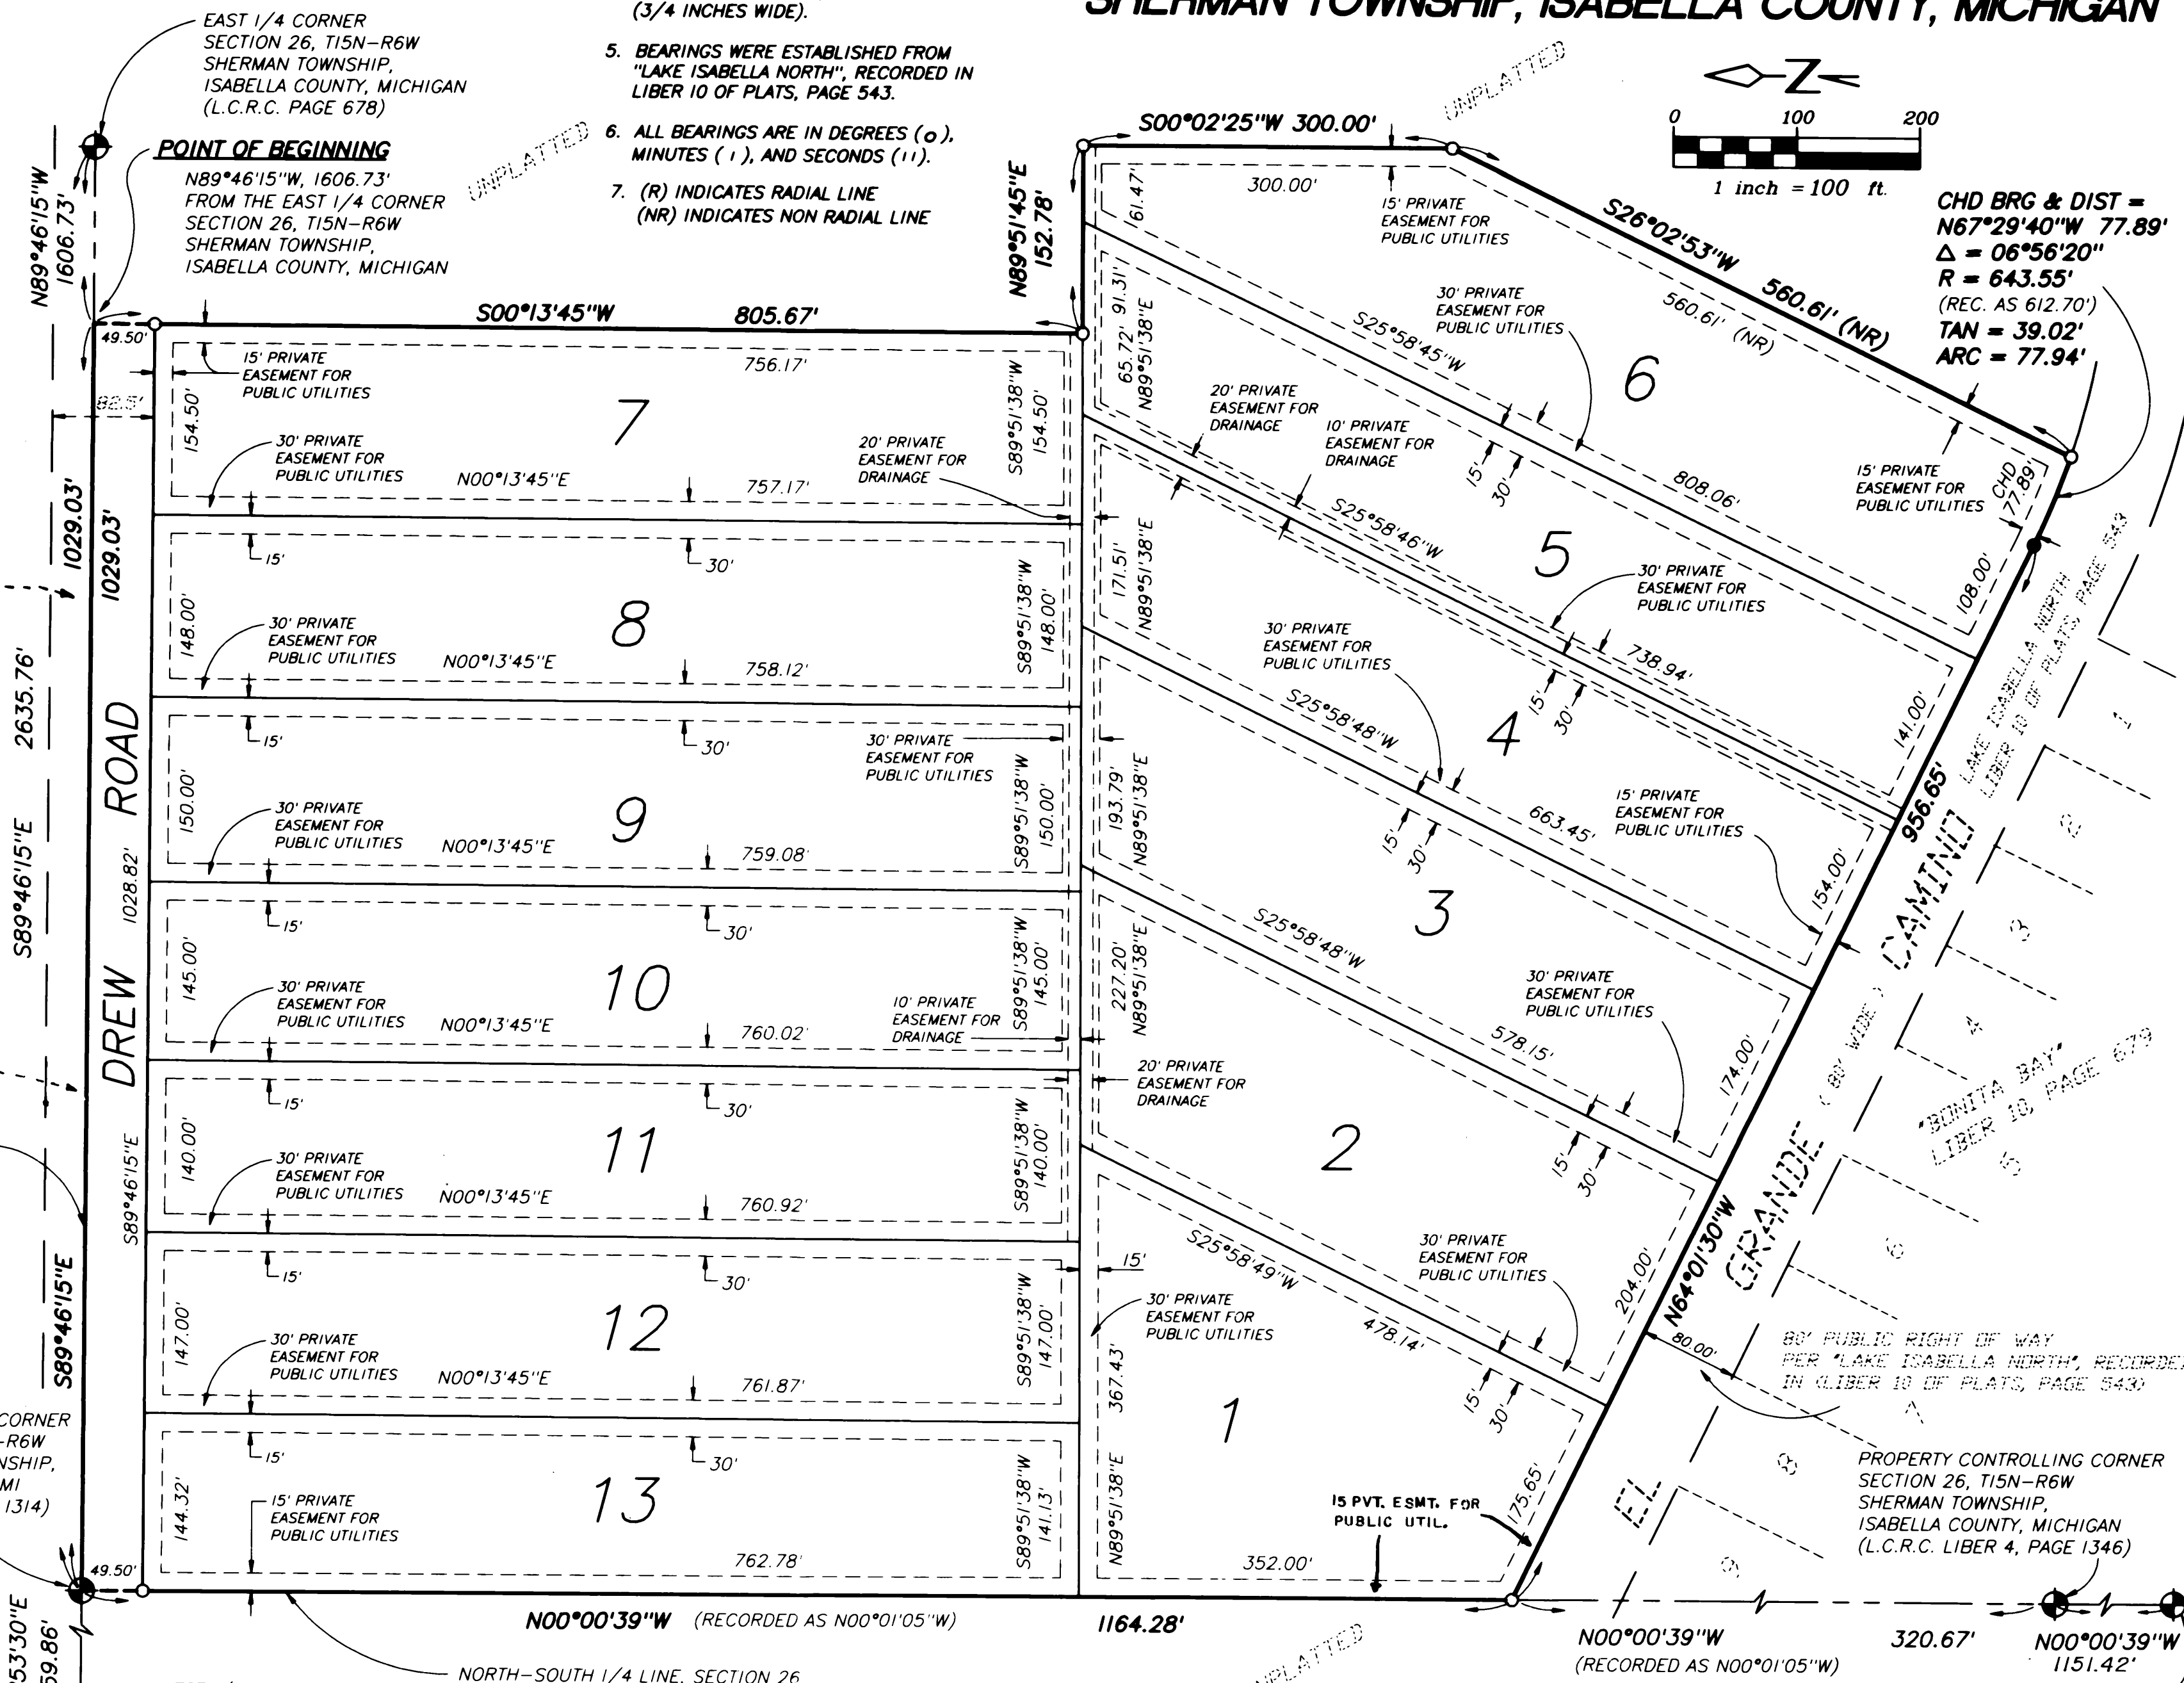 SHERMAN TOWNSHIP, ISABELLA COUNTY, MICHIGAN
EAST 1/4 CORNER
SECTION 26, T15N-R6W
SHERMAN TOWNSHIP,
ISABELLA COUNTY, MICHIGAN
(L.C.R.C. PAGE 678)
POINT OF BEGINNING
N89°46'15"W, 1606.73'
FROM THE EAST 1/4 CORNER
SECTION 26, T15N-R6W
SHERMAN TOWNSHIP,
ISABELLA COUNTY, MICHIGAN
N89°46'15"W
1606.73'
UNPLATTED
(3/4 INCHES WIDE).
5. BEARINGS WERE ESTABLISHED FROM
"LAKE ISABELLA NORTH", RECORDED IN
LIBER 10 OF PLATS, PAGE 543.
6. ALL BEARINGS ARE IN DEGREES (o),
MINUTES ( ı ), AND SECONDS (ıı).
7. (R) INDICATES RADIAL LINE
(NR) INDICATES NON RADIAL LINE
UNPLATTED
Z
0 100 200
1 inch = 100 ft.
CHD BRG & DIST =
N67°29'40"W 77.89'
Δ = 06°56'20"
R = 643.55'
(REC. AS 612.70')
TAN = 39.02'
ARC = 77.94'
S00°02'25"W 300.00'
300.00'
N89°51'45"E
152.78'
61.47'
15' PRIVATE
EASEMENT FOR
PUBLIC UTILITIES
S26°02'53"W 560.61' (NR)
560.61' (NR)
30' PRIVATE
EASEMENT FOR
PUBLIC UTILITIES
6
S25°58'45"W
808.06'
15' PRIVATE
EASEMENT FOR
PUBLIC UTILITIES
CHD
77.89'
108.00'
65.72' 91.31'
N89°51'38"E
20' PRIVATE
EASEMENT FOR
DRAINAGE
10' PRIVATE
EASEMENT FOR
DRAINAGE
15'
30'
5
S25°58'46"W
738.94'
30' PRIVATE
EASEMENT FOR
PUBLIC UTILITIES
141.00'
171.51'
N89°51'38"E
30' PRIVATE
EASEMENT FOR
PUBLIC UTILITIES
15'
30'
4
S25°58'48"W
663.45'
15' PRIVATE
EASEMENT FOR
PUBLIC UTILITIES
154.00'
193.79'
N89°51'38"E
15'
30'
3
S25°58'48"W
578.15'
30' PRIVATE
EASEMENT FOR
PUBLIC UTILITIES
174.00'
227.20'
N89°51'38"E
20' PRIVATE
EASEMENT FOR
DRAINAGE
15'
30'
2
S25°58'49"W
478.14'
30' PRIVATE
EASEMENT FOR
PUBLIC UTILITIES
204.00'
15'
30' PRIVATE
EASEMENT FOR
PUBLIC UTILITIES
367.43'
N89°51'38"E
15'
30'
1
15 PVT. ESMT. FOR
PUBLIC UTIL.
175.65'
352.00'
S00°13'45"W 805.67'
49.50'
82.5'
15' PRIVATE
EASEMENT FOR
PUBLIC UTILITIES
756.17'
154.50'
7
S89°51'38"W
154.50'
30' PRIVATE
EASEMENT FOR
PUBLIC UTILITIES
N00°13'45"E
757.17'
20' PRIVATE
EASEMENT FOR
DRAINAGE
15'
30'
148.00'
8
S89°51'38"W
148.00'
30' PRIVATE
EASEMENT FOR
PUBLIC UTILITIES
N00°13'45"E
758.12'
15'
30'
30' PRIVATE
EASEMENT FOR
PUBLIC UTILITIES
150.00'
9
S89°51'38"W
150.00'
30' PRIVATE
EASEMENT FOR
PUBLIC UTILITIES
N00°13'45"E
759.08'
15'
30'
145.00'
10
S89°51'38"W
145.00'
30' PRIVATE
EASEMENT FOR
PUBLIC UTILITIES
N00°13'45"E
760.02'
10' PRIVATE
EASEMENT FOR
DRAINAGE
15'
30'
140.00'
11
S89°51'38"W
140.00'
30' PRIVATE
EASEMENT FOR
PUBLIC UTILITIES
N00°13'45"E
760.92'
15'
30'
147.00'
12
S89°51'38"W
147.00'
30' PRIVATE
EASEMENT FOR
PUBLIC UTILITIES
N00°13'45"E
761.87'
15'
30'
144.32'
13
S89°51'38"W
141.13'
15' PRIVATE
EASEMENT FOR
PUBLIC UTILITIES
762.78'
49.50'
1029.03'
1029.03'
2635.76'
S89°46'15"E
DREW ROAD
1028.82'
S89°46'15"E
S89°46'15"E
CORNER
-R6W
NSHIP,
MI
1314)
53'30"E
59.86'
N00°00'39"W (RECORDED AS N00°01'05"W) 1164.28'
NORTH-SOUTH 1/4 LINE, SECTION 26
956.65'
N64°01'30"W
EL GRANDE CAMINO
( 80' WIDE )
LAKE ISABELLA NORTH
LIBER 10 OF PLATS, PAGE 543
1
2
3
4
"BONITA BAY"
LIBER 10, PAGE 679
5
6
7
8
9
80.00'
80' PUBLIC RIGHT OF WAY
PER "LAKE ISABELLA NORTH", RECORDED
IN (LIBER 10 OF PLATS, PAGE 543)
PROPERTY CONTROLLING CORNER
SECTION 26, T15N-R6W
SHERMAN TOWNSHIP,
ISABELLA COUNTY, MICHIGAN
(L.C.R.C. LIBER 4, PAGE 1346)
N00°00'39"W 320.67'
(RECORDED AS N00°01'05"W)
N00°00'39"W
1151.42'
NPLATTED